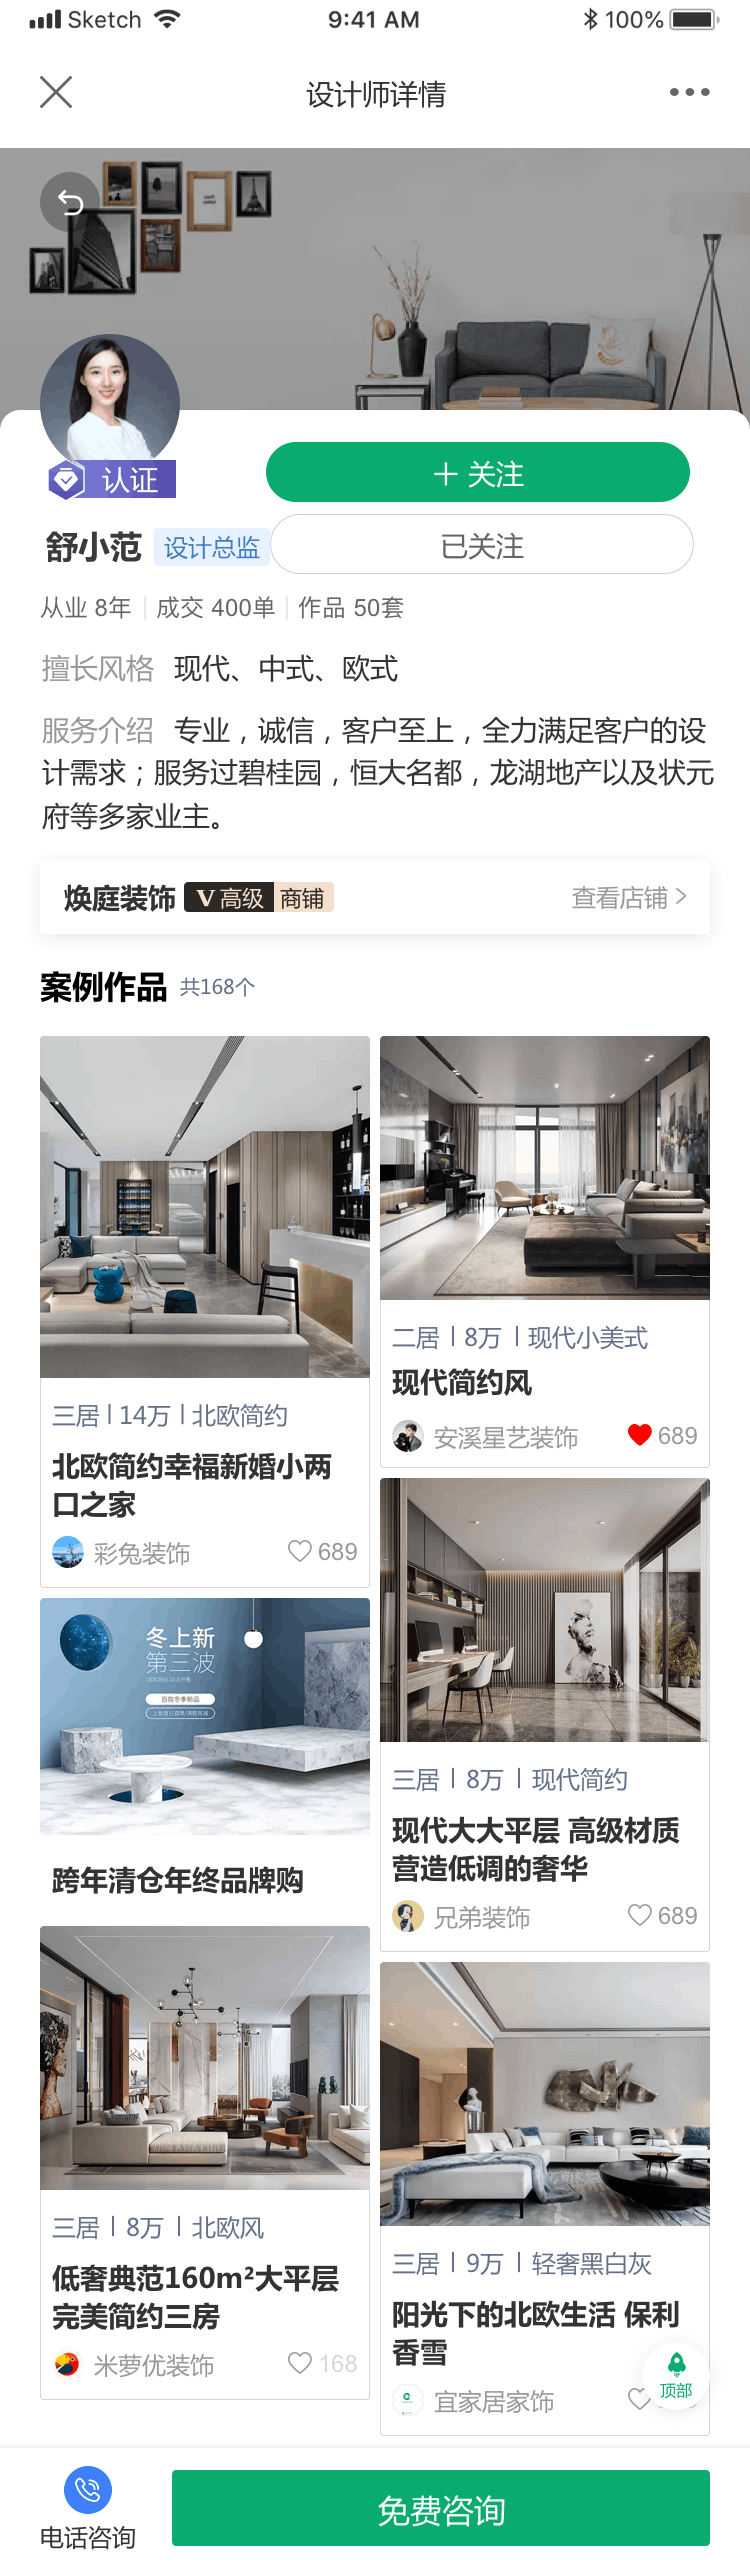 Sketch 9:41 AM 100%
设计师详情
认证
关注
舒小范 设计总监 已关注
从业 8年 成交 400单 作品 50套
擅长风格 现代、中式、欧式
服务介绍 专业，诚信，客户至上，全力满足客户的设
计需求；服务过碧桂园，恒大名都，龙湖地产以及状元
府等多家业主。
焕庭装饰 V 高级 商铺 查看店铺
案例作品 共168个
三居 14万 北欧简约
北欧简约幸福新婚小两
口之家
彩兔装饰 689
二居 8万 现代小美式
现代简约风
安溪星艺装饰 689
冬上新
第三波
百款冬季新品
跨年清仓年终品牌购
三居 8万 现代简约
现代大大平层 高级材质
营造低调的奢华
兄弟装饰 689
三居 8万 北欧风
低奢典范160m²大平层
完美简约三房
米萝优装饰 168
三居 9万 轻奢黑白灰
阳光下的北欧生活 保利
香雪
宜家居家饰
顶部
电话咨询 免费咨询